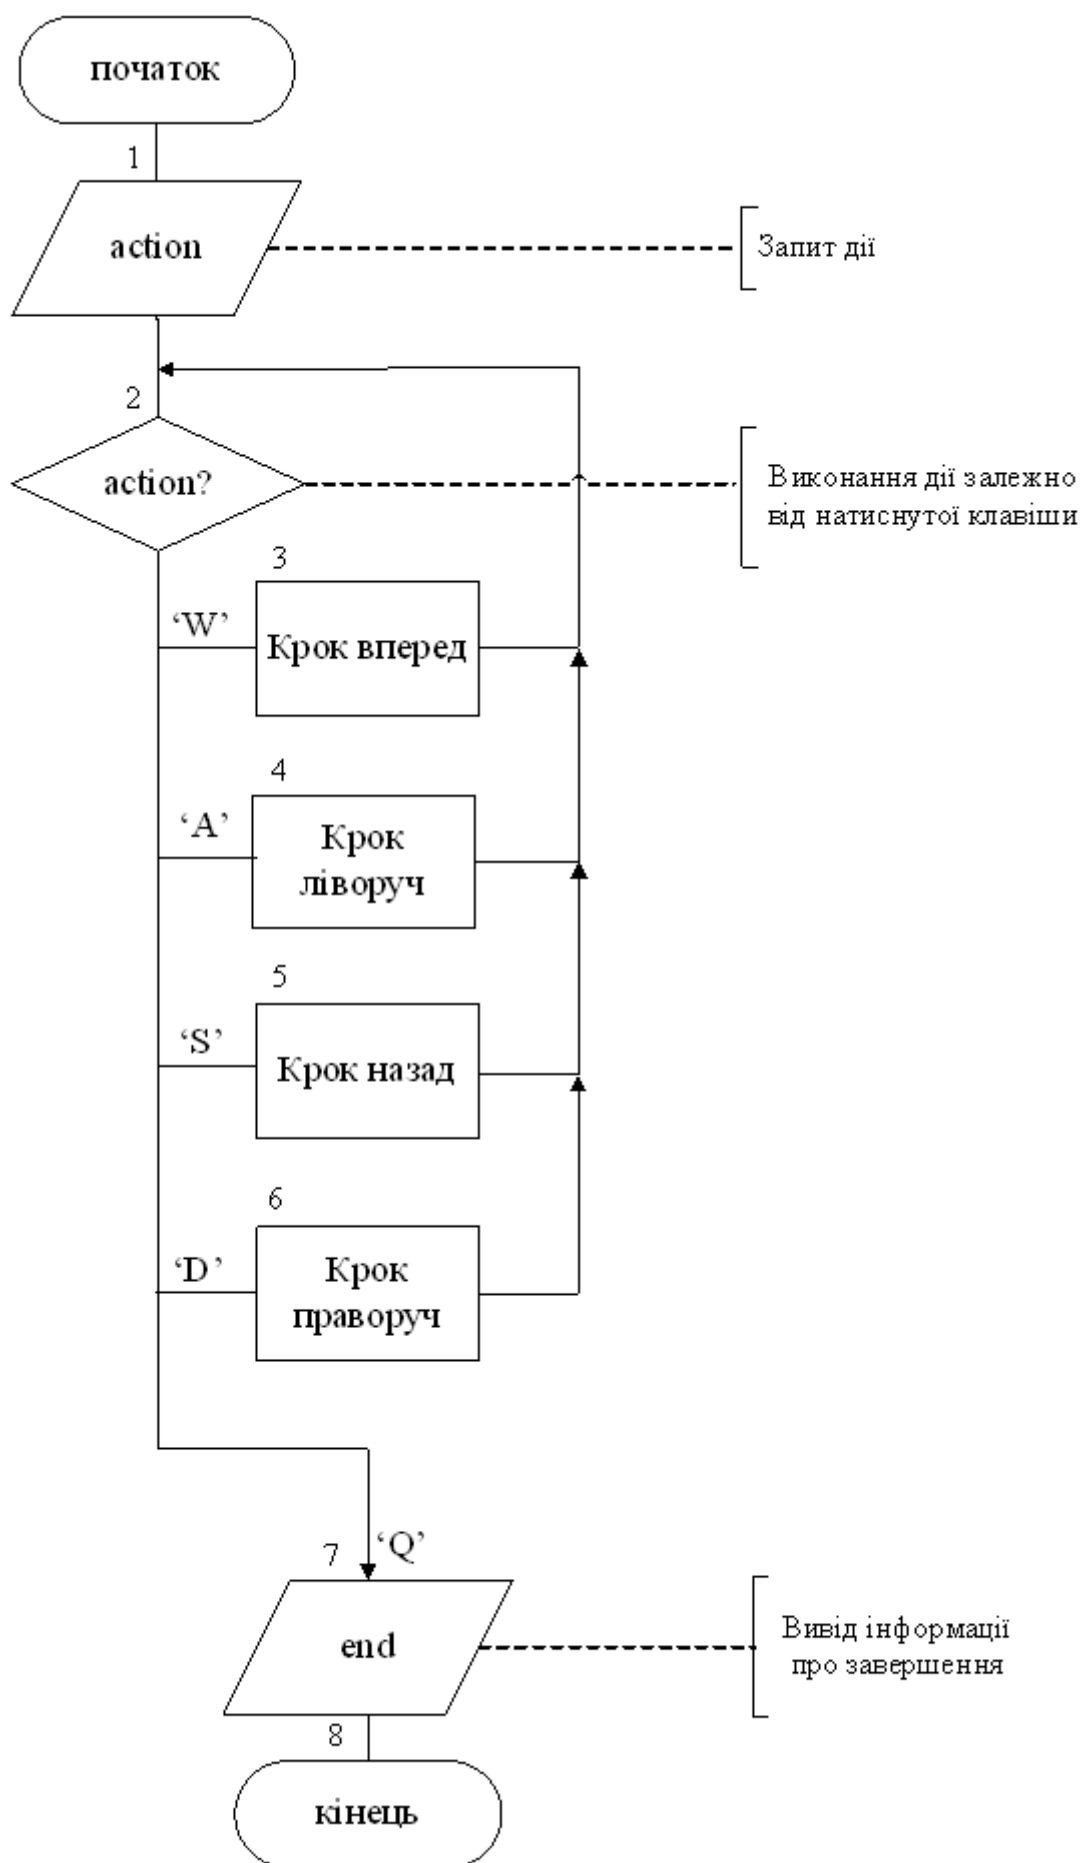 початок
1
action
Запит дії
2
action?
Виконання дії залежно
від натиснутої клавіши
3
‘W’
Крок вперед
4
‘A’
Крок
ліворуч
5
‘S’
Крок назад
6
‘D’
Крок
праворуч
‘Q’
7
end
Вивід інформації
про завершення
8
кінець